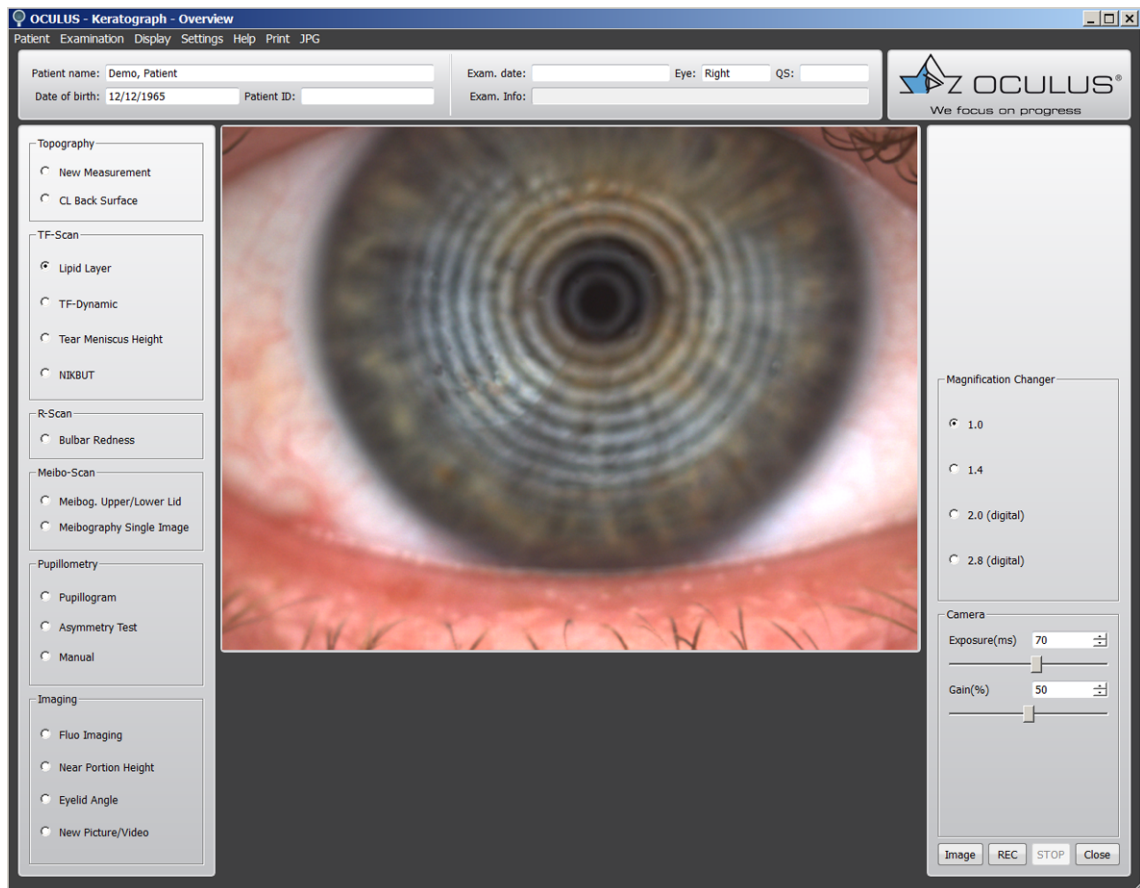 OCULUS - Keratograph - Overview
Patient Examination Display Settings Help Print JPG
Patient name: Demo, Patient
Date of birth: 12/12/1965 Patient ID:
Exam. date: Eye: Right QS:
Exam. Info:
OCULUS®
We focus on progress
Topography
New Measurement
CL Back Surface
TF-Scan
Lipid Layer
TF-Dynamic
Tear Meniscus Height
NIKBUT
R-Scan
Bulbar Redness
Meibo-Scan
Meibog. Upper/Lower Lid
Meibography Single Image
Pupillometry
Pupillogram
Asymmetry Test
Manual
Imaging
Fluo Imaging
Near Portion Height
Eyelid Angle
New Picture/Video
Magnification Changer
1.0
1.4
2.0 (digital)
2.8 (digital)
Camera
Exposure(ms) 70
Gain(%) 50
Image REC STOP Close